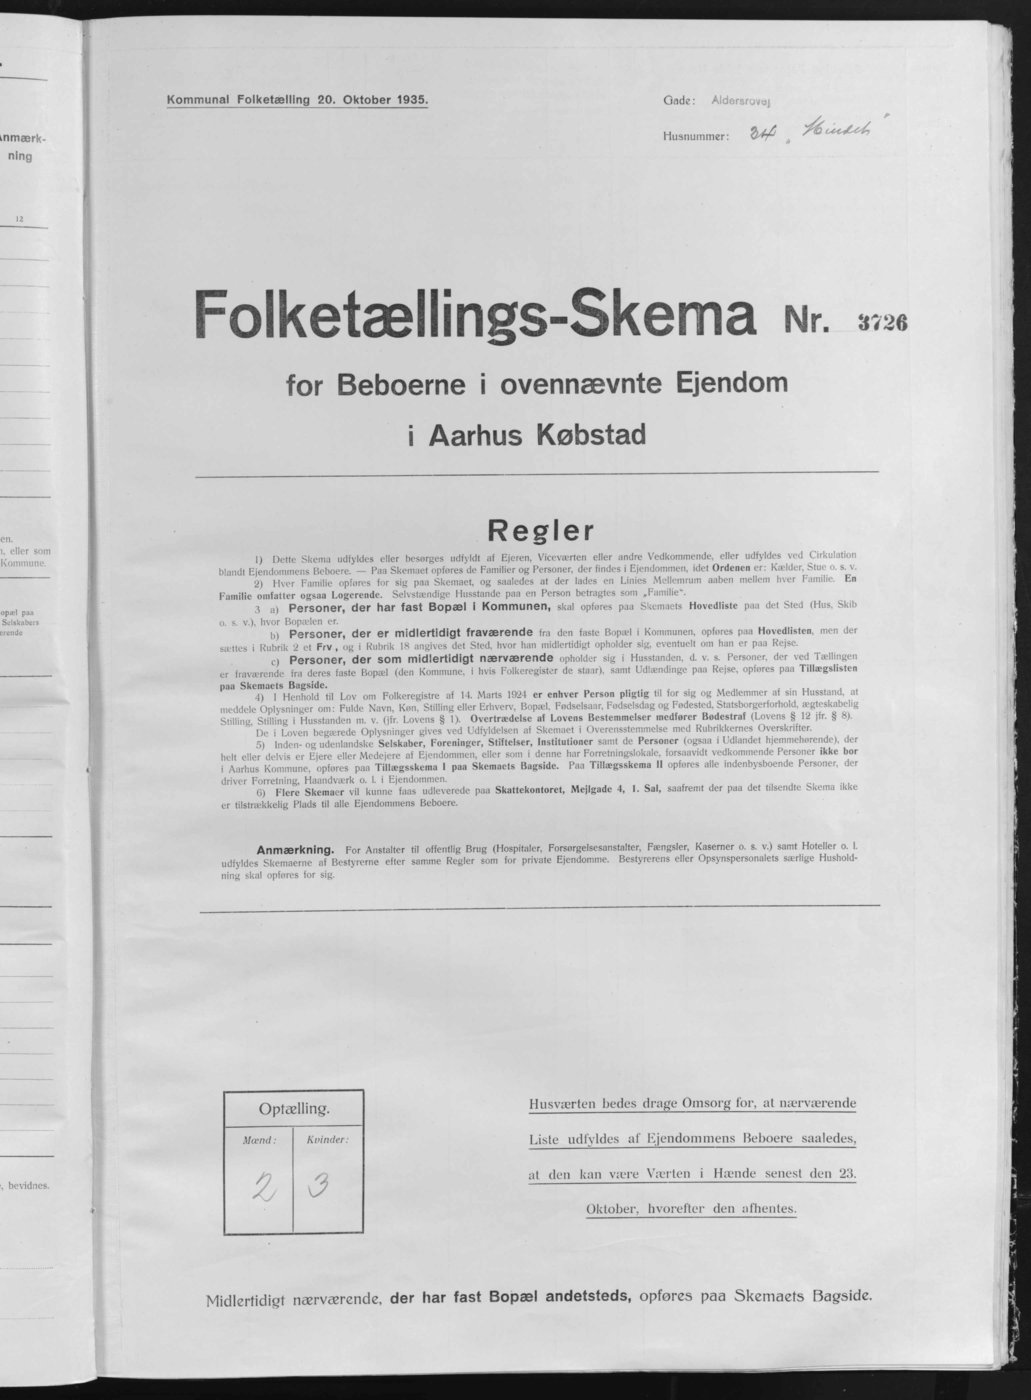 nmærk-
ning
12
en.
n, eller som
Kommune.
opæl paa
Selskabers
erende
, bevidnes.
Kommunal Folketælling 20. Oktober 1935.
Gade: Aldersrovej
Husnummer: 24 „
Folketællings-Skema Nr. 3726
for Beboerne i ovennævnte Ejendom
i Aarhus Købstad
Regler
1) Dette Skema udfyldes eller besørges udfyldt af Ejeren, Viceværten eller andre Vedkommende, eller udfyldes ved Cirkulation
blandt Ejendommens Beboere. — Paa Skemaet opføres de Familier og Personer, der findes i Ejendommen, idet Ordenen er: Kælder, Stue o. s. v.
2) Hver Familie opføres for sig paa Skemaet, og saaledes at der lades en Linies Mellemrum aaben mellem hver Familie. En
Familie omfatter ogsaa Logerende. Selvstændige Husstande paa en Person betragtes som „Familie“.
3 a) Personer, der har fast Bopæl i Kommunen, skal opføres paa Skemaets Hovedliste paa det Sted (Hus, Skib
o. s. v.), hvor Bopælen er.
b) Personer, der er midlertidigt fraværende fra den faste Bopæl i Kommunen, opføres paa Hovedlisten, men der
sættes i Rubrik 2 et Frv., og i Rubrik 18 angives det Sted, hvor han midlertidigt opholder sig, eventuelt om han er paa Rejse.
c) Personer, der som midlertidigt nærværende opholder sig i Husstanden, d. v. s. Personer, der ved Tællingen
er fraværende fra deres faste Bopæl (den Kommune, i hvis Folkeregister de staar), samt Udlændinge paa Rejse, opføres paa Tillægslisten
paa Skemaets Bagside.
4) I Henhold til Lov om Folkeregistre af 14. Marts 1924 er enhver Person pligtig til for sig og Medlemmer af sin Husstand, at
meddele Oplysninger om: Fulde Navn, Køn, Stilling eller Erhverv, Bopæl, Fødselsaar, Fødselsdag og Fødested, Statsborgerforhold, ægteskabelig
Stilling, Stilling i Husstanden m. v. (jfr. Lovens § 1). Overtrædelse af Lovens Bestemmelser medfører Bødestraf (Lovens § 12 jfr. § 8).
De i Loven begærede Oplysninger gives ved Udfyldelsen af Skemaet i Overensstemmelse med Rubrikkernes Overskrifter.
5) Inden- og udenlandske Selskaber, Foreninger, Stiftelser, Institutioner samt de Personer (ogsaa i Udlandet hjemmehørende), der
helt eller delvis er Ejere eller Medejere af Ejendommen, eller som i denne har Forretningslokale, forsaavidt vedkommende Personer ikke bor
i Aarhus Kommune, opføres paa Tillægsskema I paa Skemaets Bagside. Paa Tillægsskema II opføres alle indenbysboende Personer, der
driver Forretning, Haandværk o. l. i Ejendommen.
6) Flere Skemaer vil kunne faas udleverede paa Skattekontoret, Mejlgade 4, 1. Sal, saafremt der paa det tilsendte Skema ikke
er tilstrækkelig Plads til alle Ejendommens Beboere.
Anmærkning. For Anstalter til offentlig Brug (Hospitaler, Forsørgelsesanstalter, Fængsler, Kaserner o. s. v.) samt Hoteller o. l.
udfyldes Skemaerne af Bestyrerne efter samme Regler som for private Ejendomme. Bestyrerens eller Opsynspersonalets særlige Hushold-
ning skal opføres for sig.
Optælling.
Mænd: Kvinder:
2 3
Husværten bedes drage Omsorg for, at nærværende
Liste udfyldes af Ejendommens Beboere saaledes,
at den kan være Værten i Hænde senest den 23.
Oktober, hvorefter den afhentes.
Midlertidigt nærværende, der har fast Bopæl andetsteds, opføres paa Skemaets Bagside.